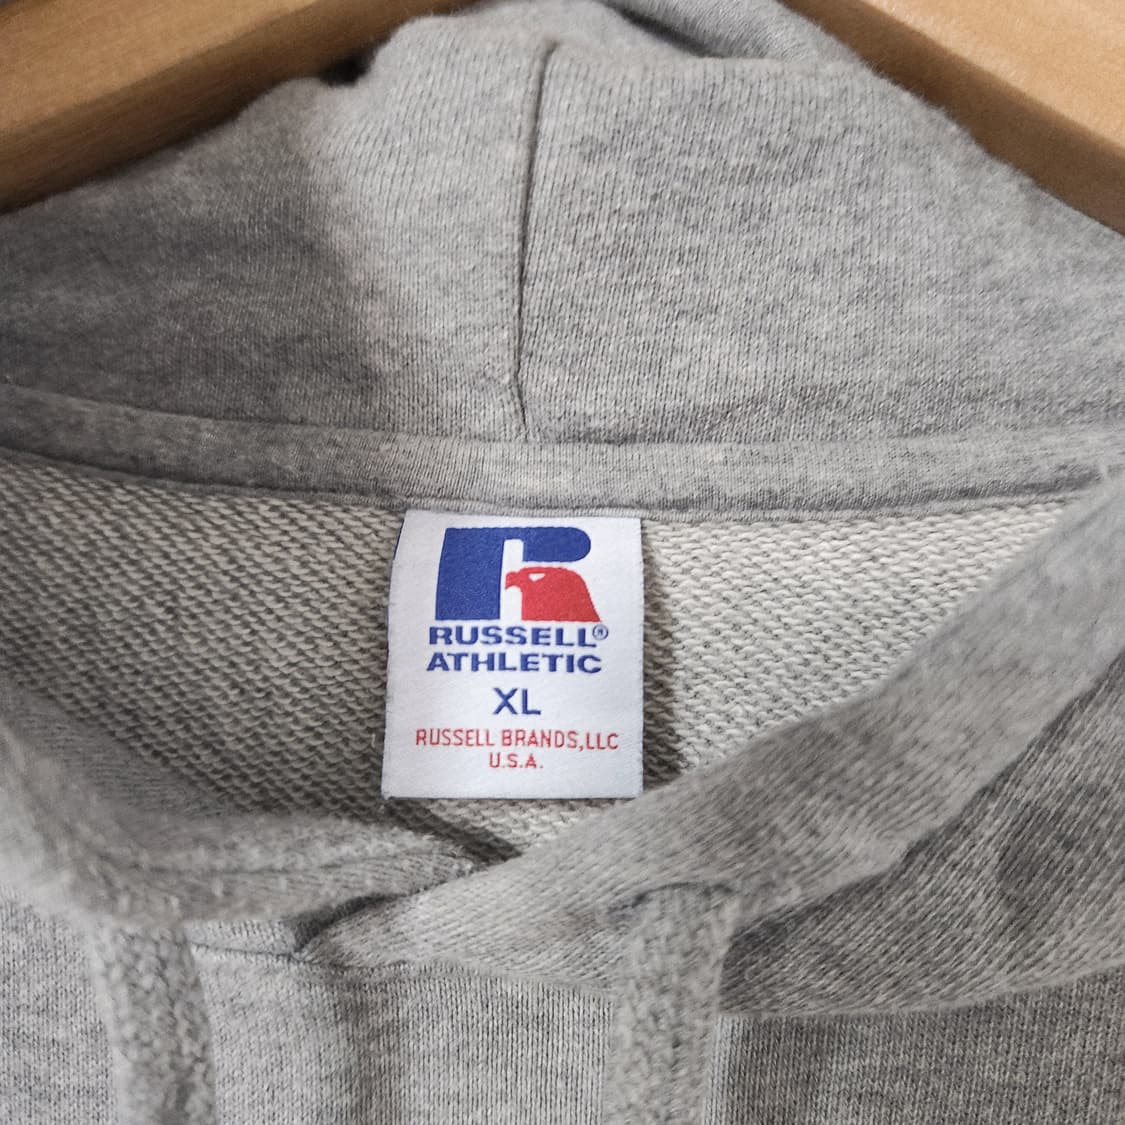 RUSSELL®
ATHLETIC
XL
RUSSELL BRANDS,LLC
U.S.A.